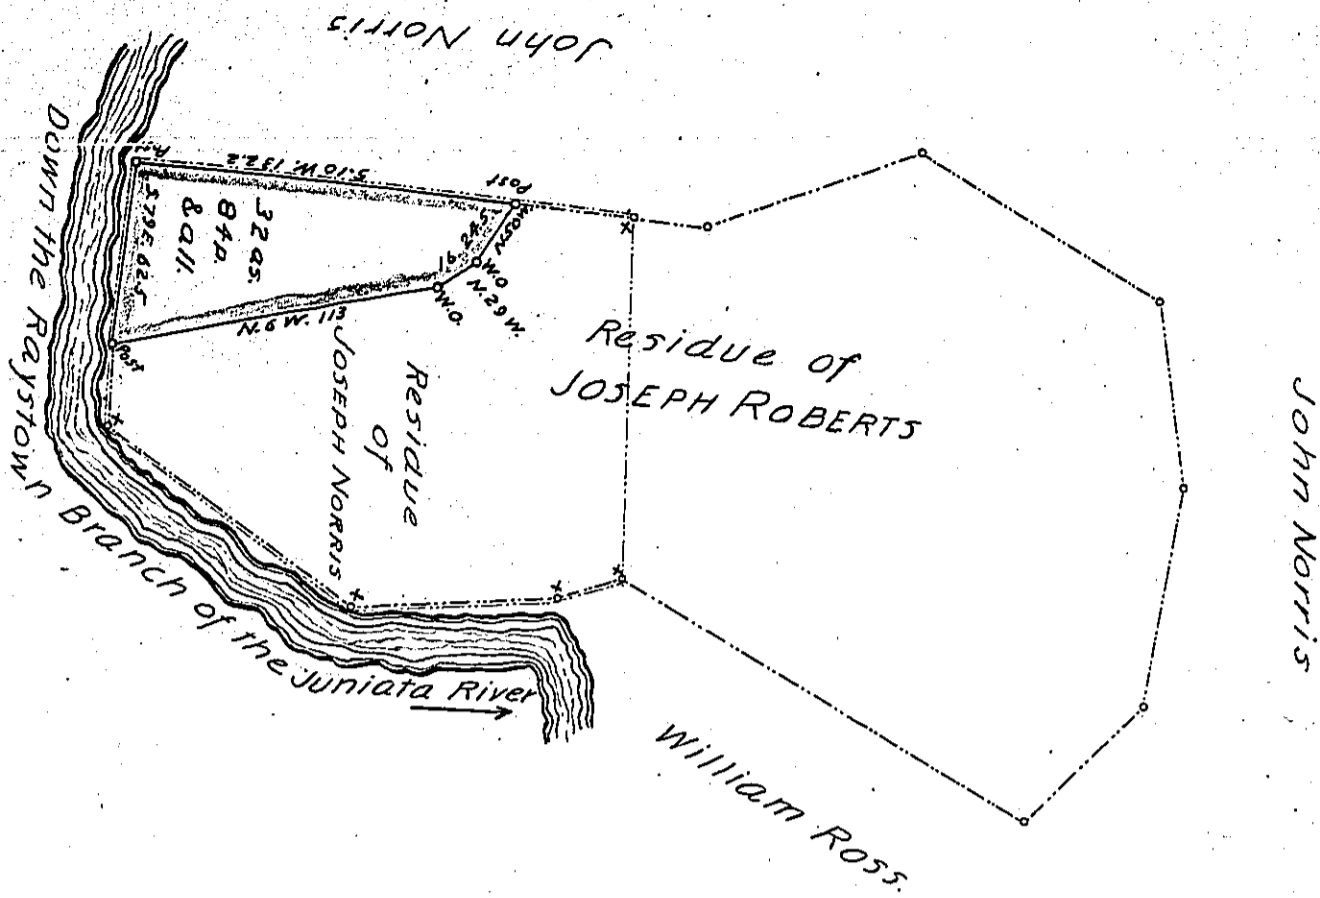 John Norris
Down the Raystown Branch of the Juniata River
S.10 W. 132.2
Post
32 as.
84 p.
& all.
S 79 E. 62.5
N.50 W.
24.5
16.
W.O
N.29 W.
W.O.
N.6 W. 113
Post
Residue
of
JOSEPH NORRIS
Residue of
JOSEPH ROBERTS
John Norris
William Ross.